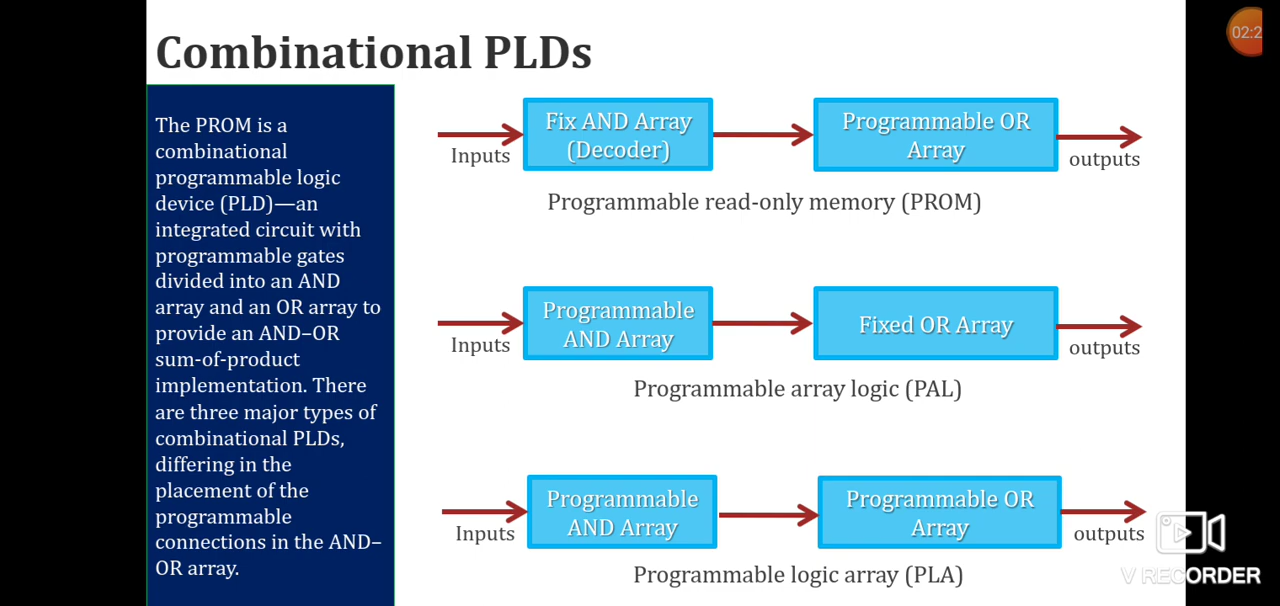 Combinational PLDs
02:2
The PROM is a
combinational
programmable logic
device (PLD)—an
integrated circuit with
programmable gates
divided into an AND
array and an OR array to
provide an AND–OR
sum-of-product
implementation. There
are three major types of
combinational PLDs,
differing in the
placement of the
programmable
connections in the AND–
OR array.
Inputs
Fix AND Array
(Decoder)
Programmable OR
Array
outputs
Programmable read-only memory (PROM)
Inputs
Programmable
AND Array
Fixed OR Array
outputs
Programmable array logic (PAL)
Inputs
Programmable
AND Array
Programmable OR
Array
outputs
Programmable logic array (PLA)
V RECORDER